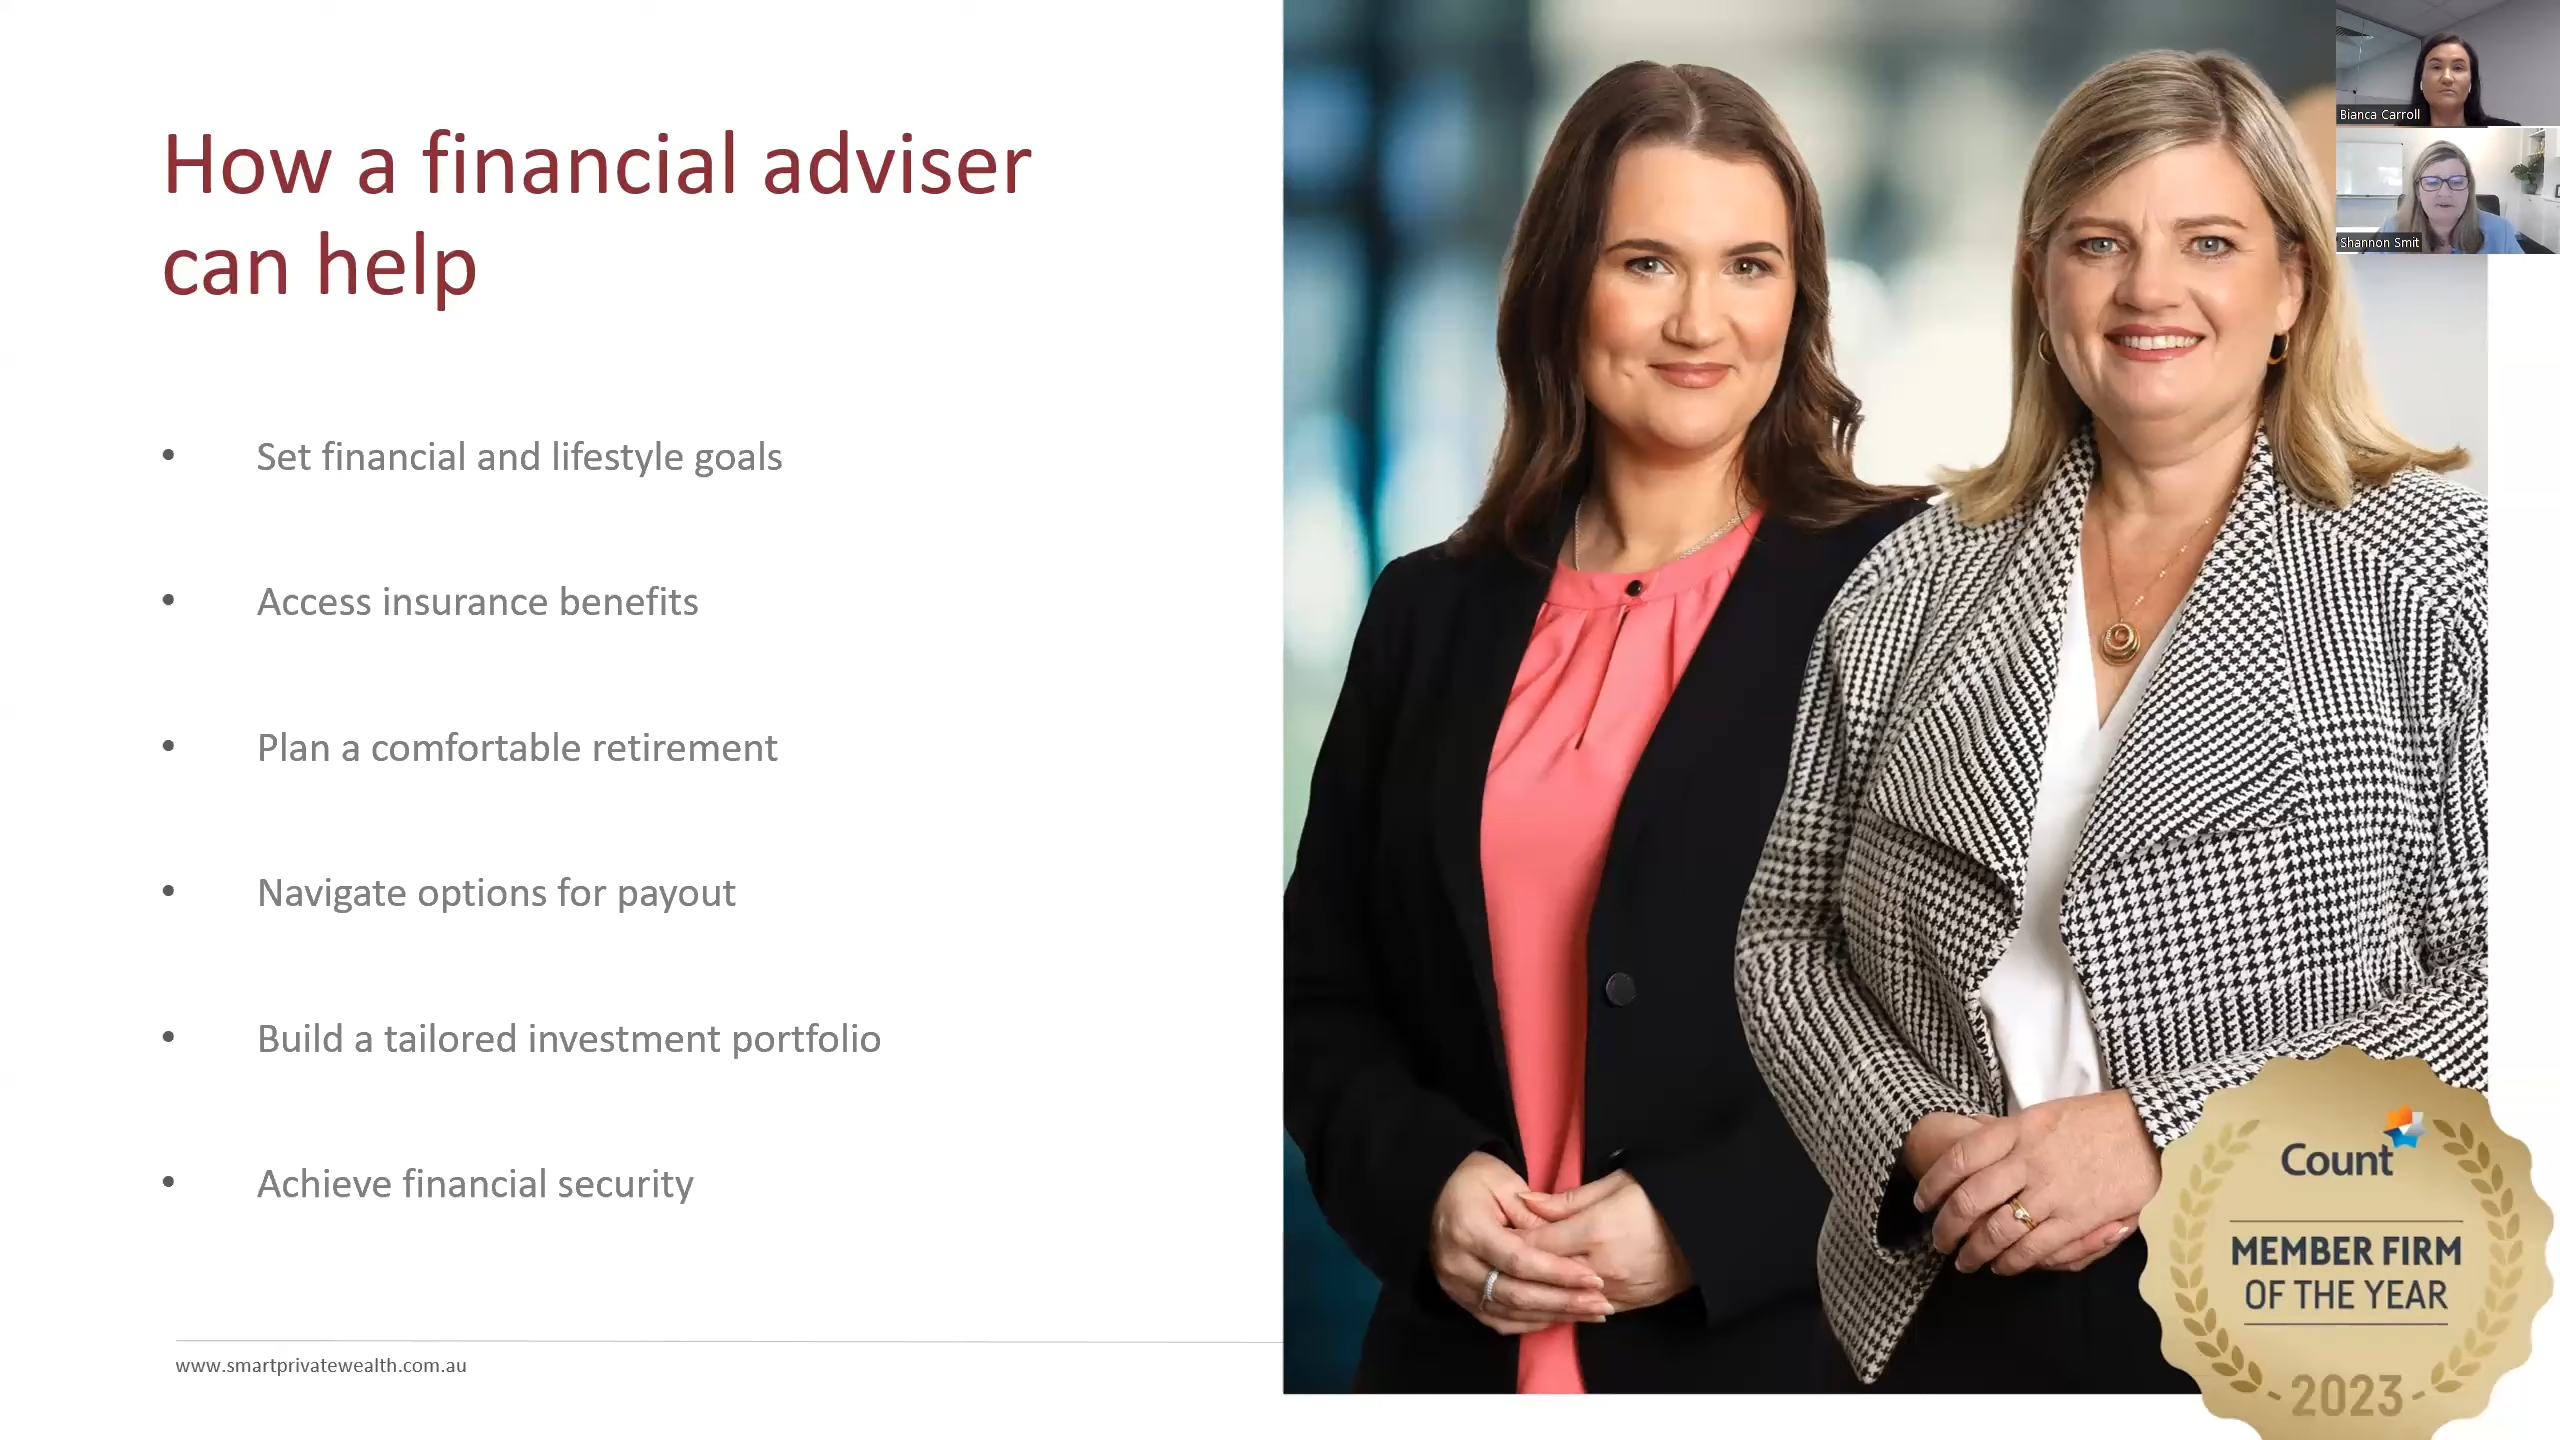 How a financial adviser
can help
• Set financial and lifestyle goals
• Access insurance benefits
• Plan a comfortable retirement
• Navigate options for payout
• Build a tailored investment portfolio
• Achieve financial security
www.smartprivatewealth.com.au
Bianca Carroll
Shannon Smit
Count
MEMBER FIRM
OF THE YEAR
-2023-